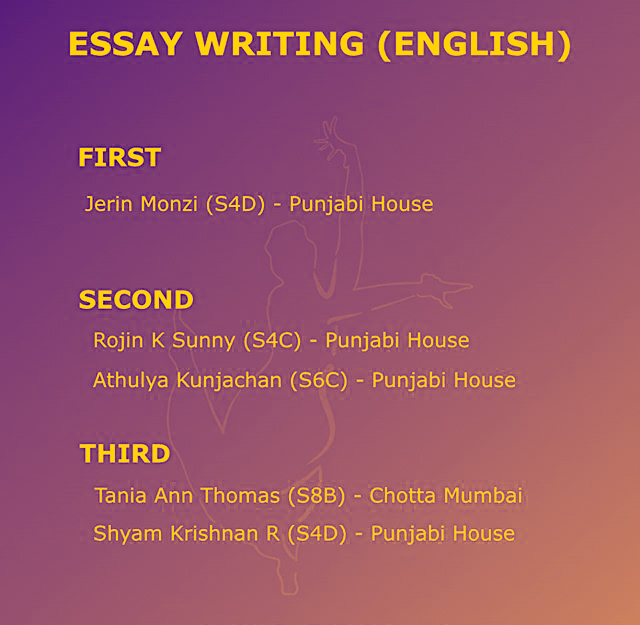 ESSAY WRITING (ENGLISH)
FIRST
Jerin Monzi (S4D) - Punjabi House
SECOND
Rojin K Sunny (S4C) - Punjabi House
Athulya Kunjachan (S6C) - Punjabi House
THIRD
Tania Ann Thomas (S8B) - Chotta Mumbai
Shyam Krishnan R (S4D) - Punjabi House